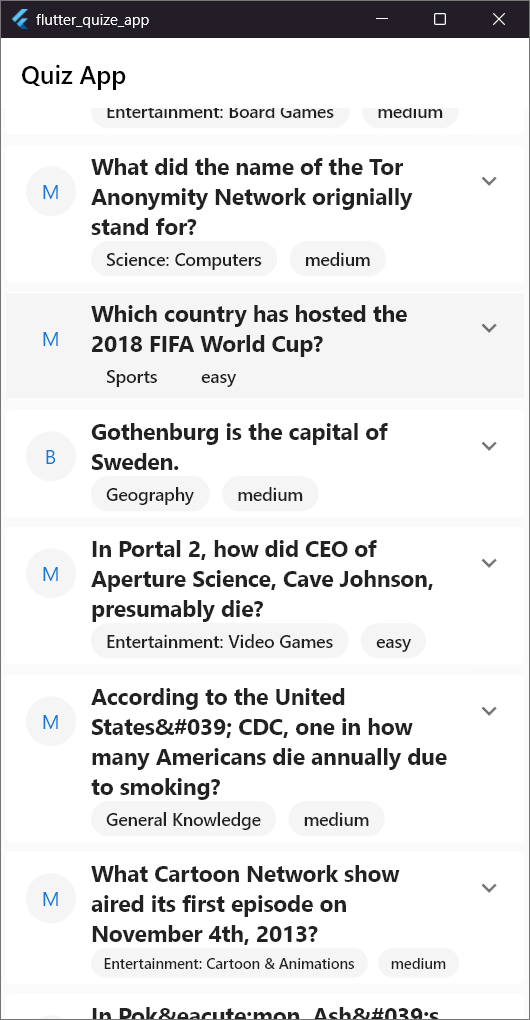 flutter_quize_app
Quiz App
Entertainment: Board Games medium
What did the name of the Tor
M
Anonymity Network orignially
stand for?
Science: Computers medium
Which country has hosted the
M
2018 FIFA World Cup?
Sports easy
Gothenburg is the capital of
B
Sweden.
Geography medium
In Portal 2, how did CEO of
M
Aperture Science, Cave Johnson,
presumably die?
Entertainment: Video Games easy
According to the United
M
States&#039; CDC, one in how
many Americans die annually due
to smoking?
General Knowledge medium
What Cartoon Network show
M
aired its first episode on
November 4th, 2013?
Entertainment: Cartoon & Animations medium
In Pok&eacute;mon, Ash&#039;s